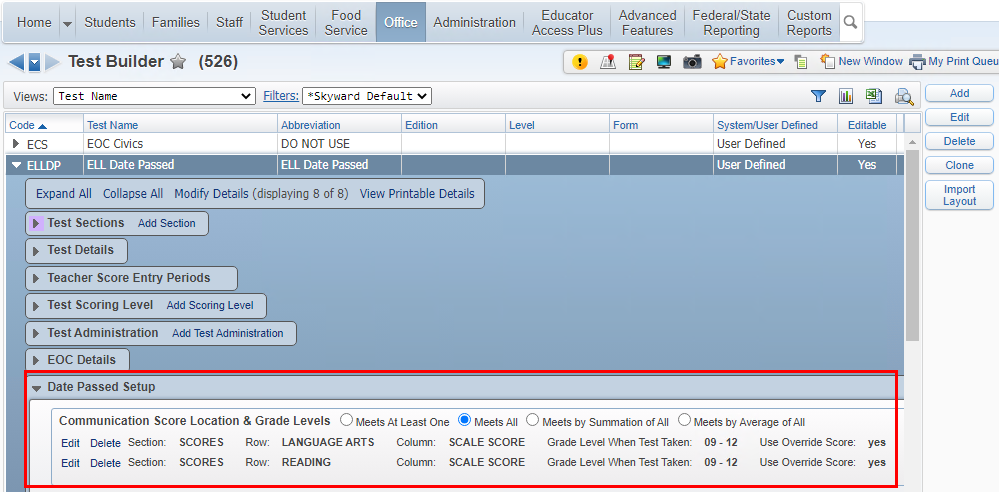 Home Students Families Staff Student Services Food Service Office Administration Educator Access Plus Advanced Features Federal/State Reporting Custom Reports
Test Builder (526)
Favorites New Window My Print Queu
Views: Test Name Filters: *Skyward Default
Add
Code Test Name Abbreviation Edition Level Form System/User Defined Editable
Edit
ECS EOC Civics DO NOT USE User Defined Yes
Delete
ELLDP ELL Date Passed ELL Date Passed User Defined Yes
Clone
Expand All Collapse All Modify Details (displaying 8 of 8) View Printable Details
Import
Layout
Test Sections Add Section
Test Details
Teacher Score Entry Periods
Test Scoring Level Add Scoring Level
Test Administration Add Test Administration
EOC Details
Date Passed Setup
Communication Score Location & Grade Levels Meets At Least One Meets All Meets by Summation of All Meets by Average of All
Edit Delete Section: SCORES Row: LANGUAGE ARTS Column: SCALE SCORE Grade Level When Test Taken: 09 - 12 Use Override Score: yes
Edit Delete Section: SCORES Row: READING Column: SCALE SCORE Grade Level When Test Taken: 09 - 12 Use Override Score: yes